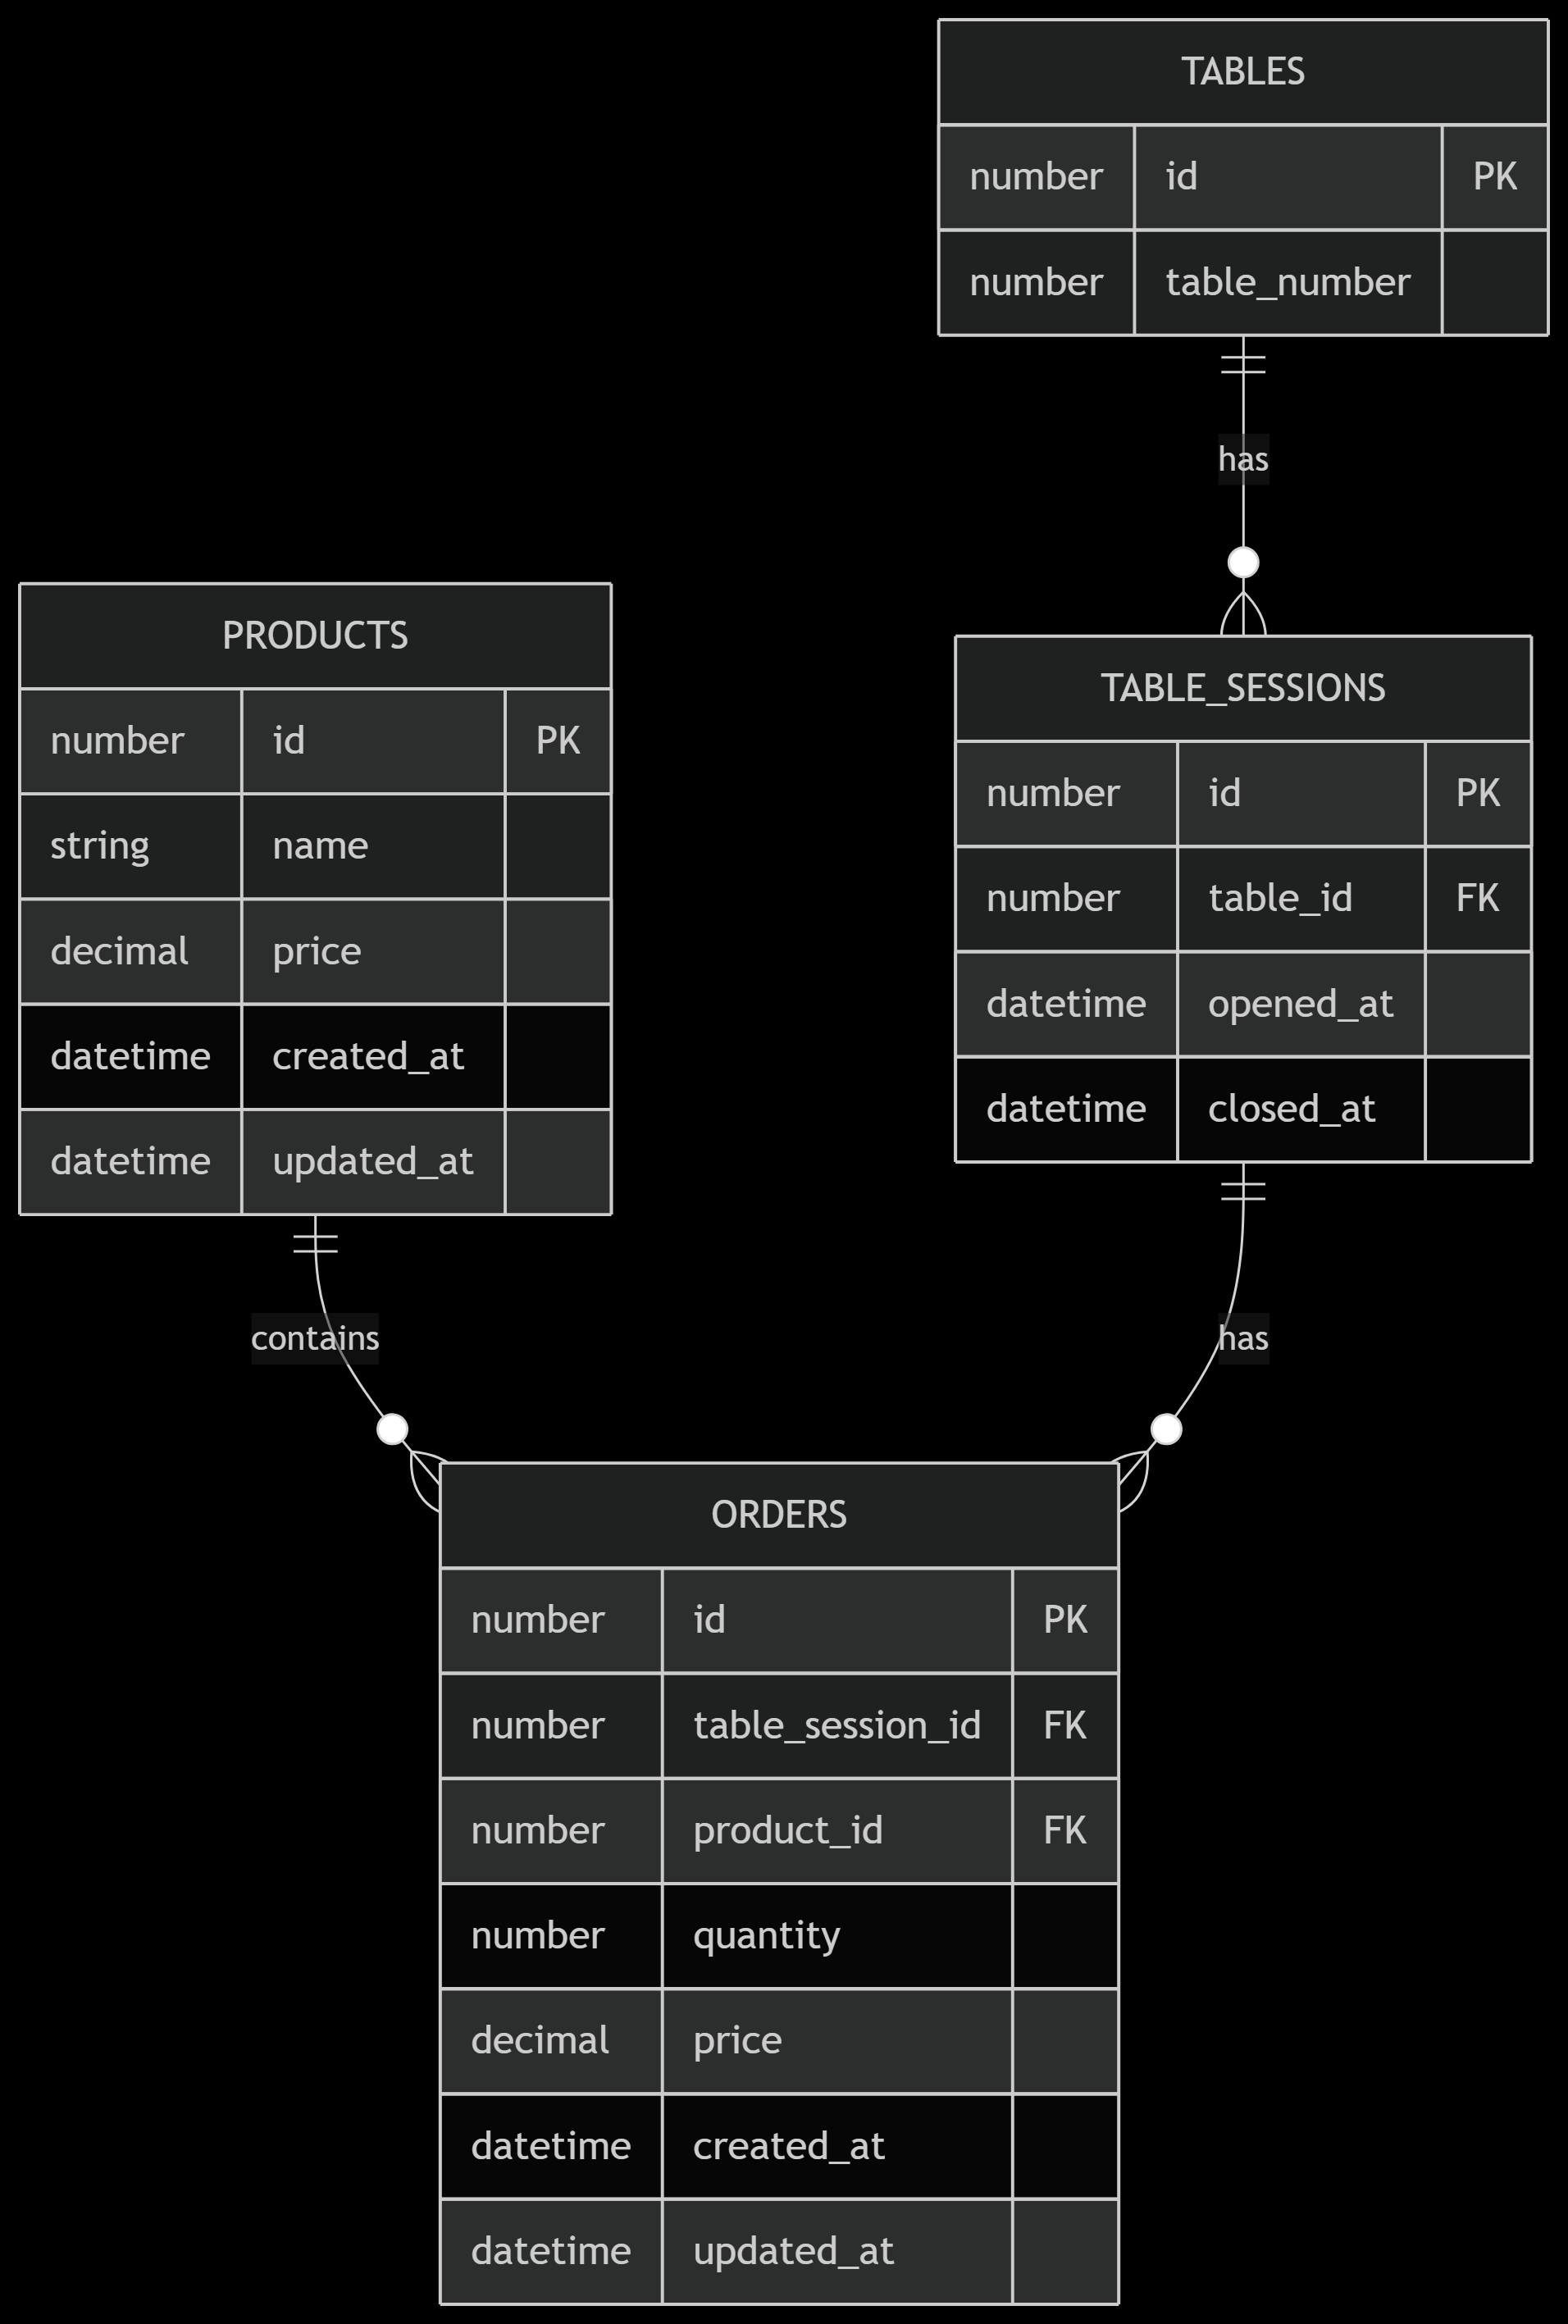 TABLES
number id PK
number table_number
has
PRODUCTS
number id PK
string name
decimal price
datetime created_at
datetime updated_at
TABLE_SESSIONS
number id PK
number table_id FK
datetime opened_at
datetime closed_at
contains
has
ORDERS
number id PK
number table_session_id FK
number product_id FK
number quantity
decimal price
datetime created_at
datetime updated_at